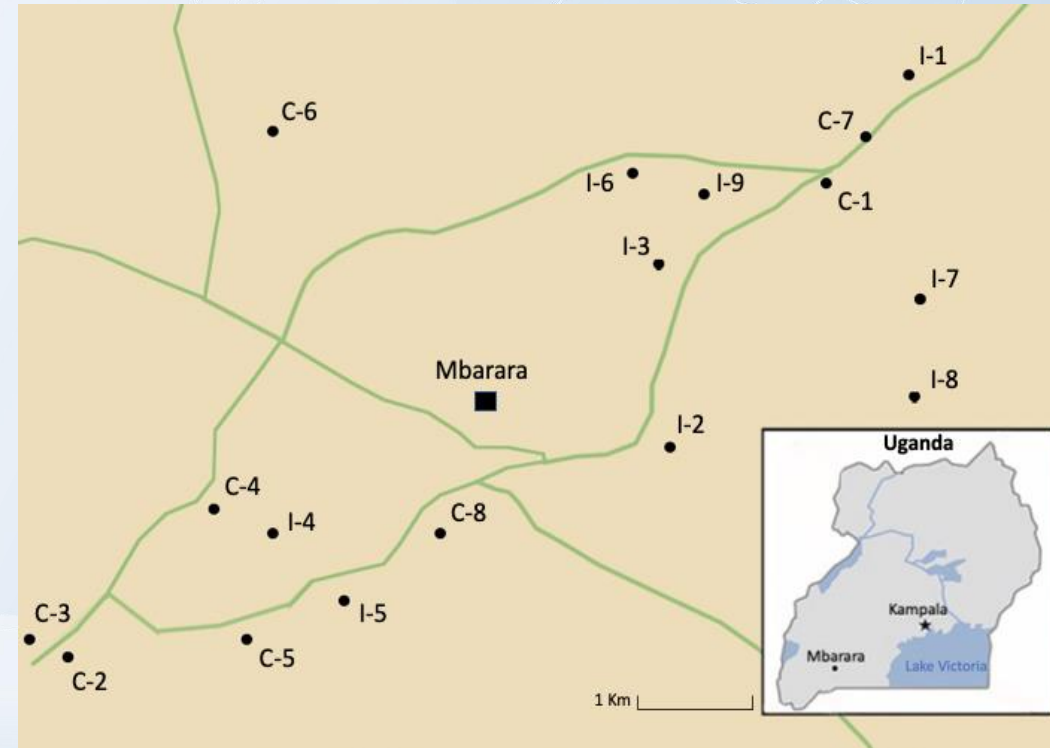 I-1
C-6
C-7
I-6
I-9
C-1
I-3
I-7
Mbarara
I-8
I-2
Uganda
C-4
I-4
C-8
C-3
I-5
Kampala
C-5
Mbarara
Lake Victoria
C-2
1 Km